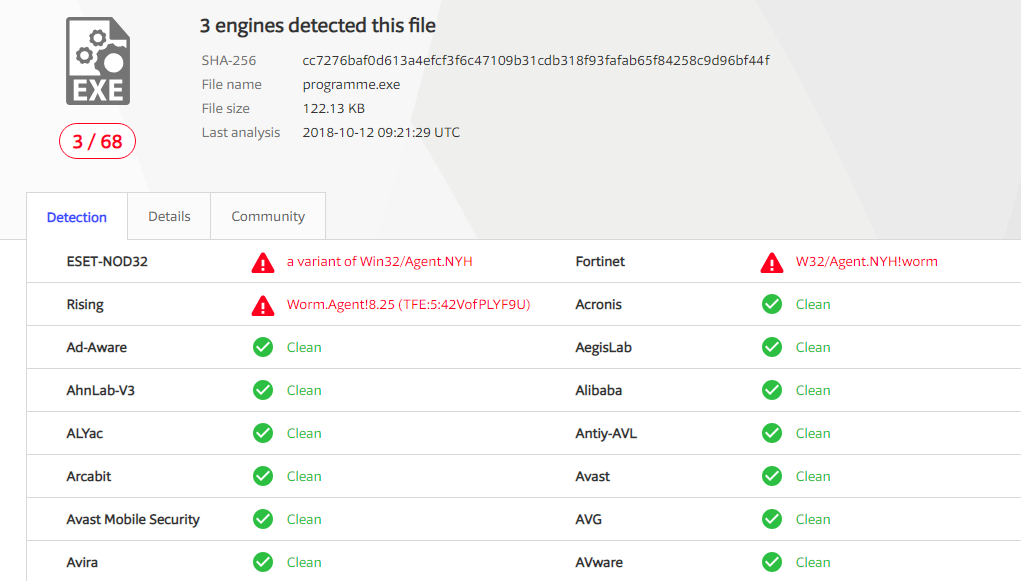 3 engines detected this file
EXE
SHA-256 cc7276baf0d613a4efcf3f6c47109b31cdb318f93fafab65f84258c9d96bf44f
File name programme.exe
File size 122.13 KB
Last analysis 2018-10-12 09:21:29 UTC
3 / 68
Detection Details Community
ESET-NOD32 a variant of Win32/Agent.NYH Fortinet W32/Agent.NYH!worm
Rising Worm.Agent!8.25 (TFE:5:42VofPLYF9U) Acronis Clean
Ad-Aware Clean AegisLab Clean
AhnLab-V3 Clean Alibaba Clean
ALYac Clean Antiy-AVL Clean
Arcabit Clean Avast Clean
Avast Mobile Security Clean AVG Clean
Avira Clean AVware Clean